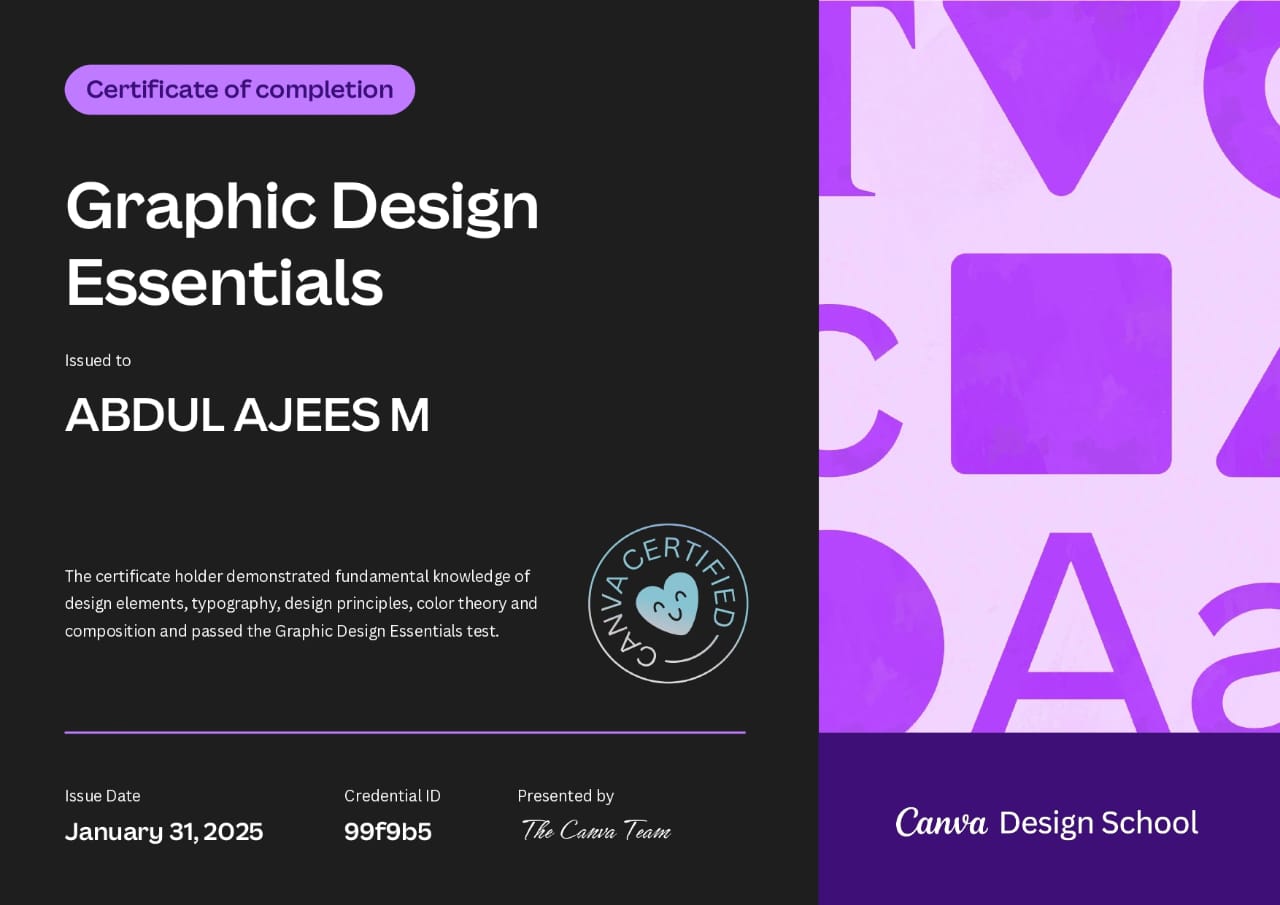 Certificate of completion
Graphic Design
Essentials
Issued to
ABDUL AJEES M
The certificate holder demonstrated fundamental knowledge of
design elements, typography, design principles, color theory and
composition and passed the Graphic Design Essentials test.
CANVA CERTIFIED
Issue Date
January 31, 2025
Credential ID
99f9b5
Presented by
The Canva Team
c
A a
Canva Design School